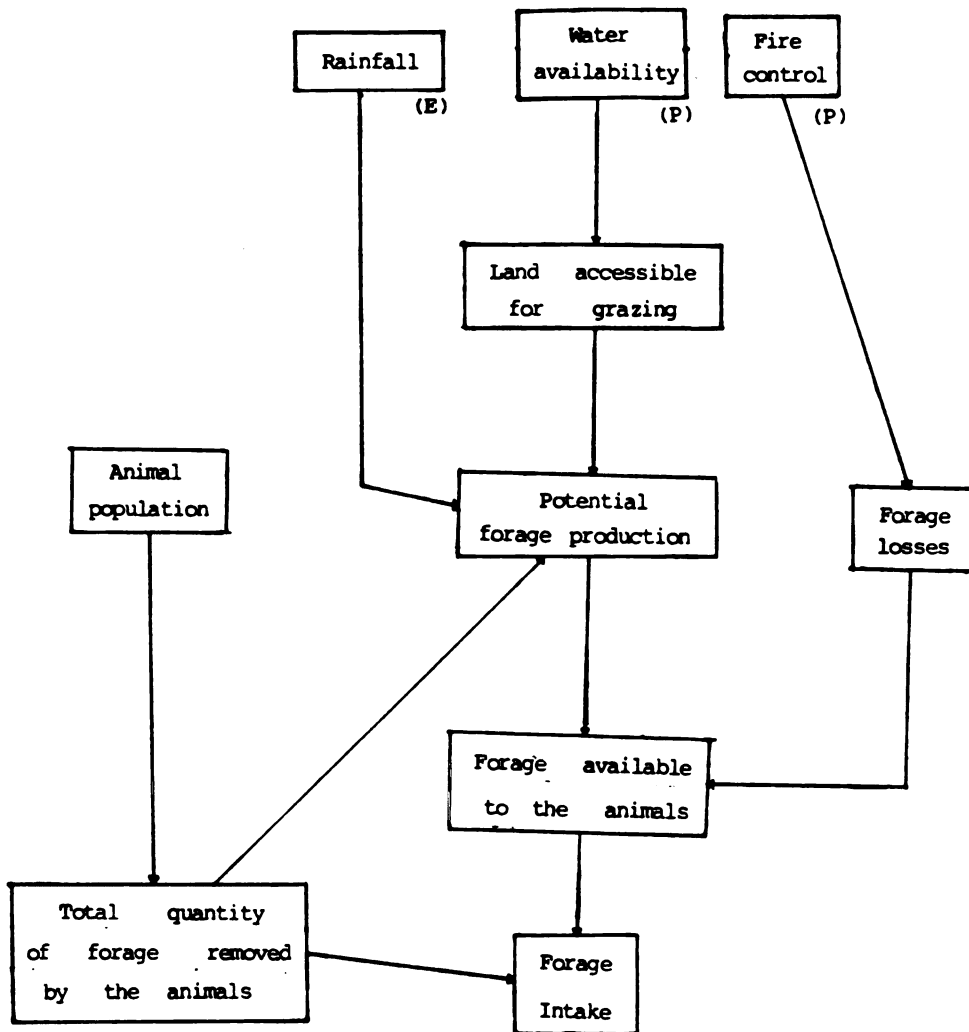 Rainfall
(E)
Water
availability
(P)
Fire
control
(P)
Land accessible
for grazing
Animal
population
Potential
forage production
Forage
losses
Forage available
to the animals
Total quantity
of forage removed
by the animals
Forage
Intake